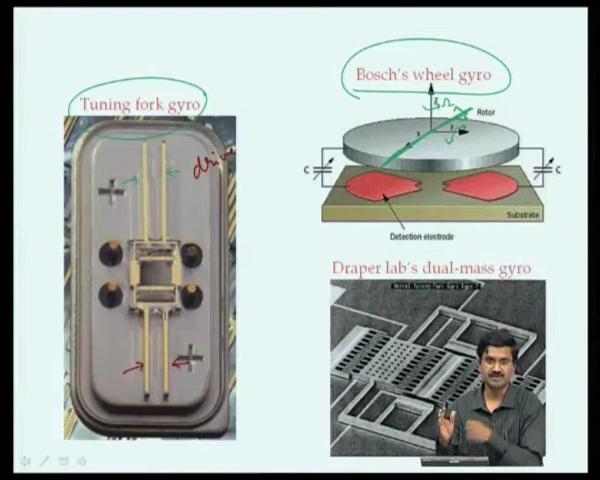 Tuning fork gyro
drive
Bosch's wheel gyro
Ω
Rotor
C
C
Substrate
Detection electrode
Draper lab's dual-mass gyro